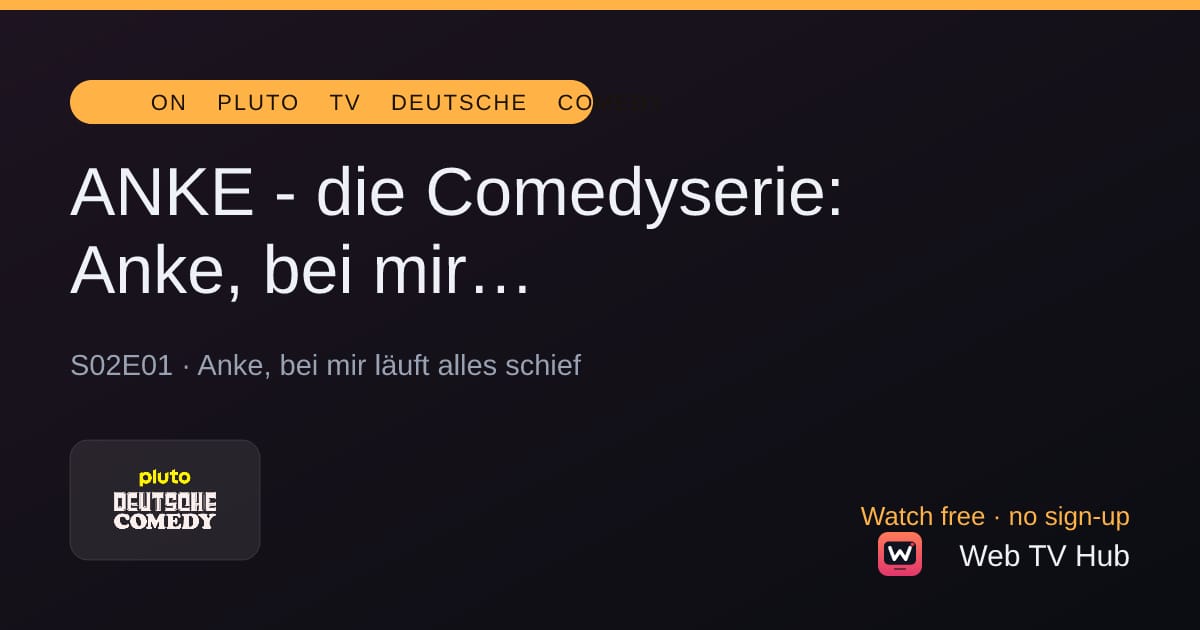 ON PLUTO TV DEUTSCHE CO
ANKE - die Comedyserie:
Anke, bei mir…
S02E01 · Anke, bei mir läuft alles schief
pluto
DEUTSCHE
COMEDY
Watch free · no sign-up
W
Web TV Hub